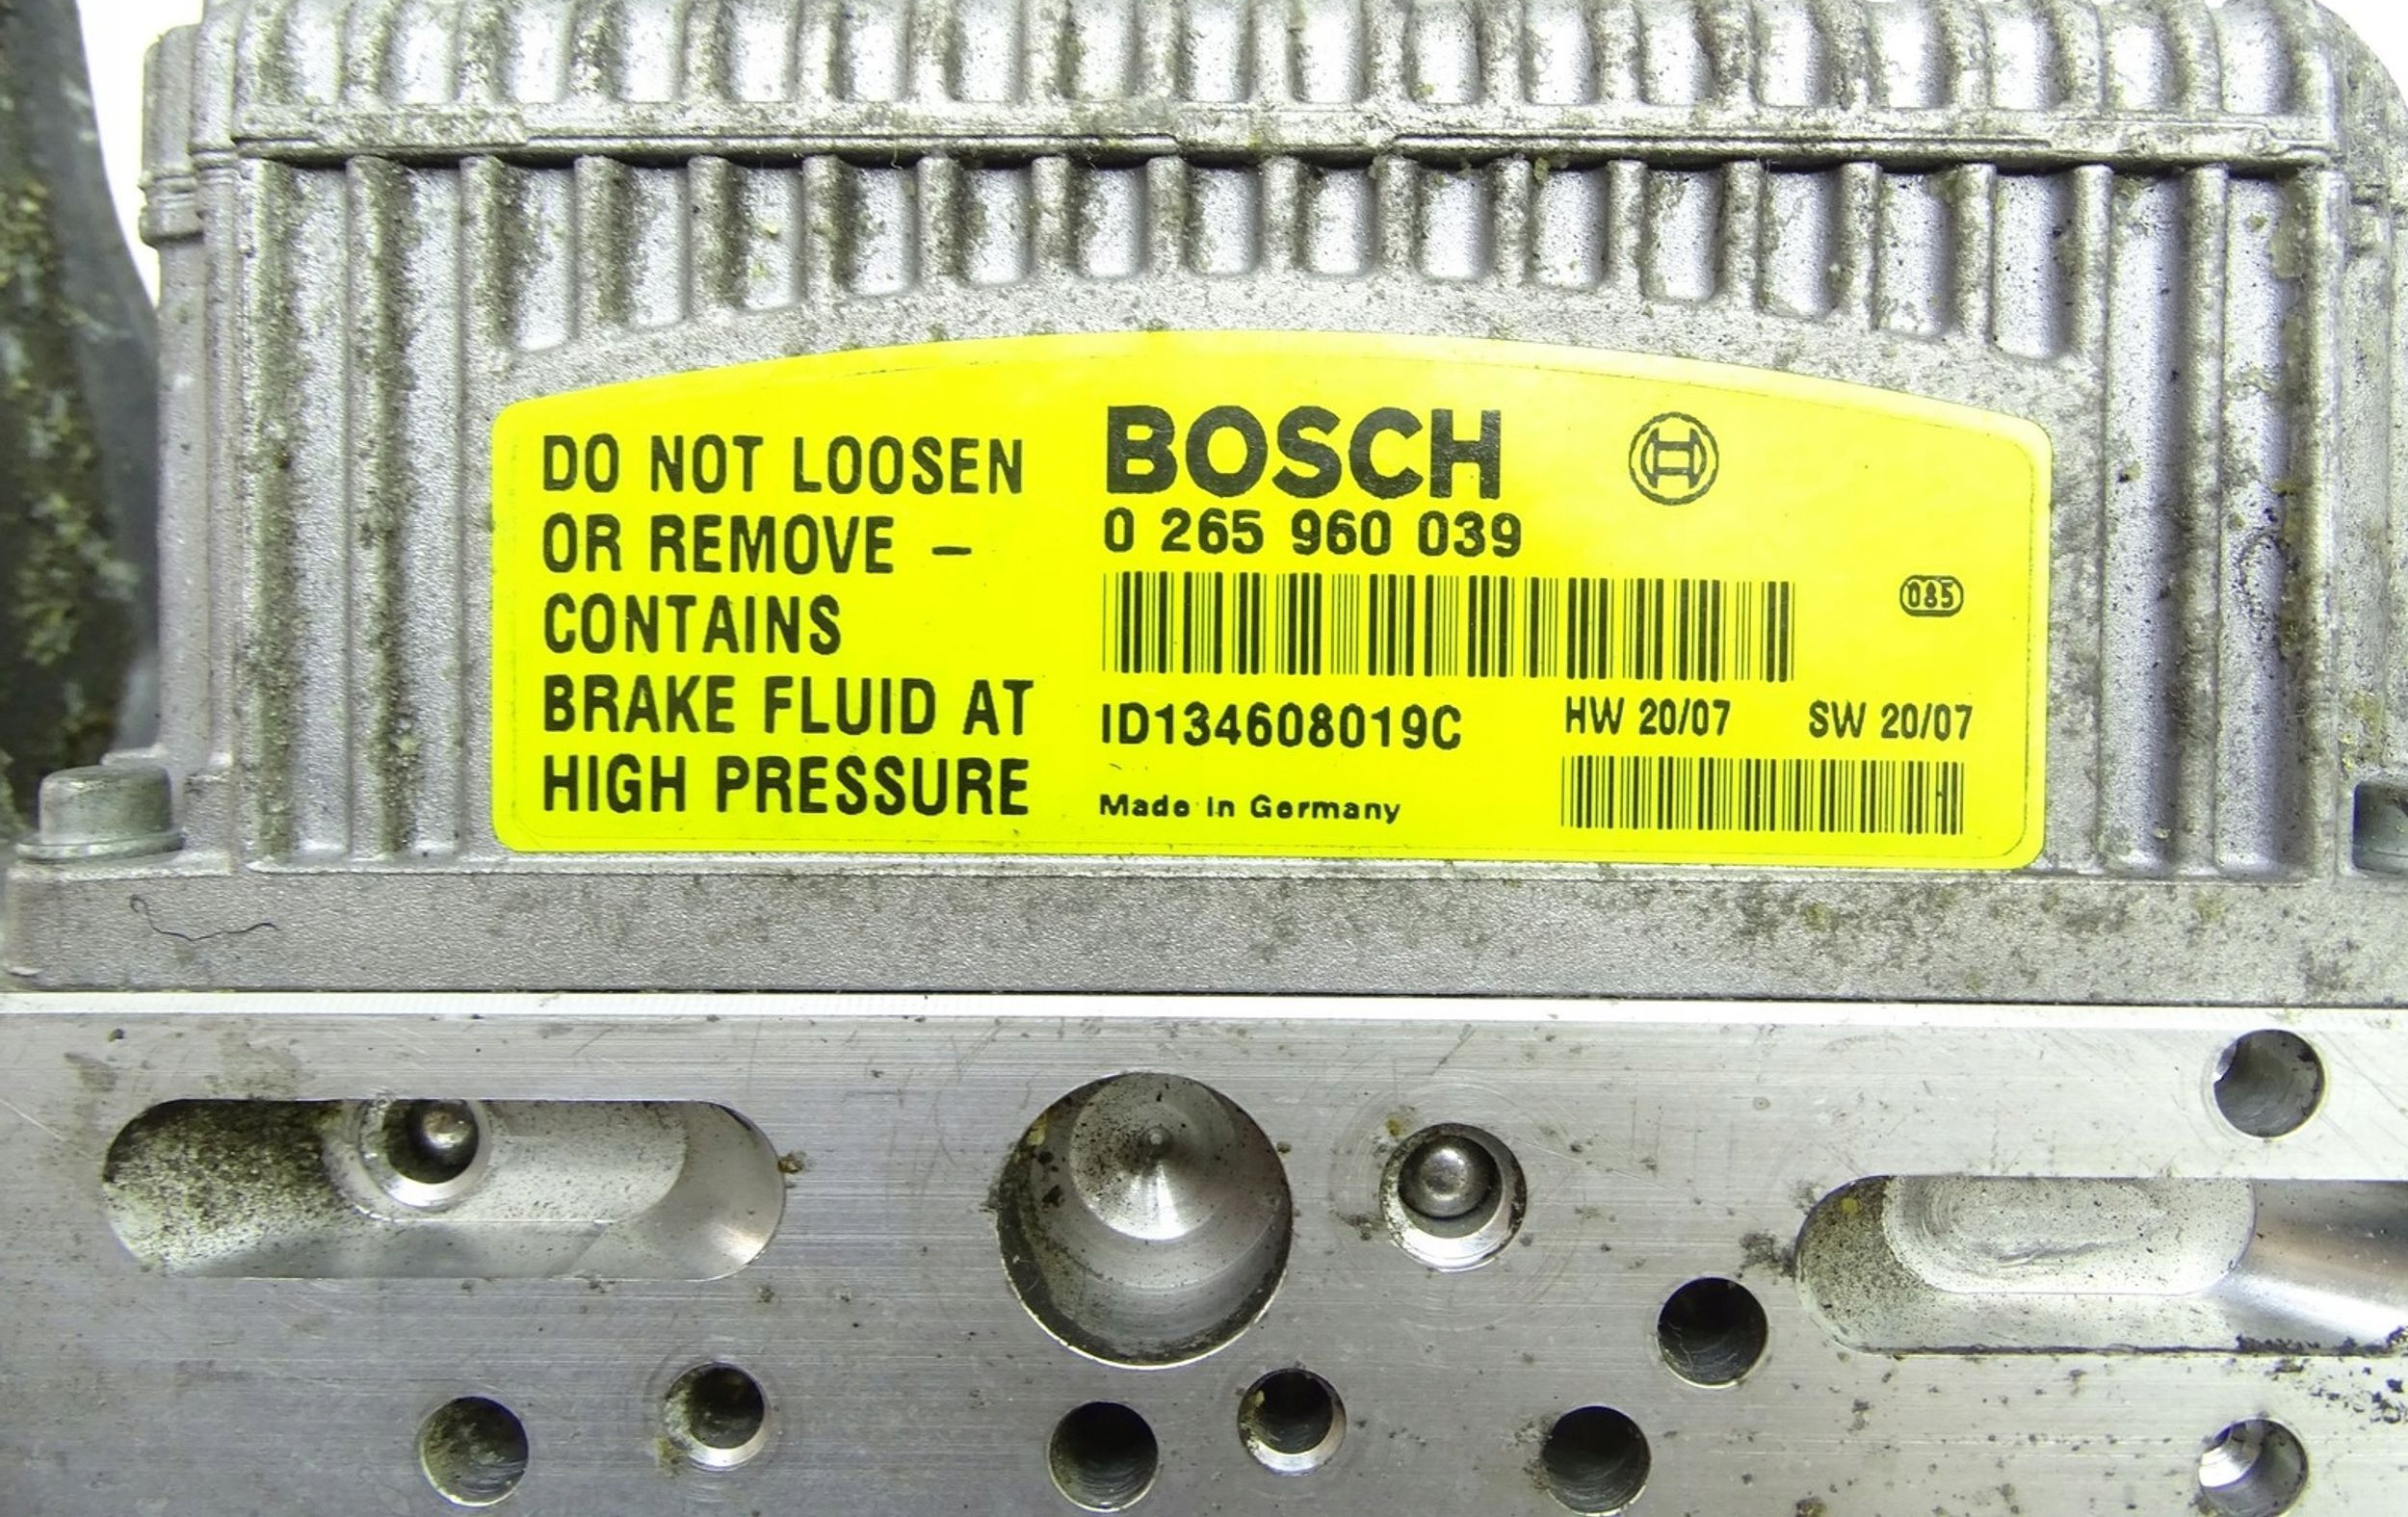 DO NOT LOOSEN
OR REMOVE –
CONTAINS
BRAKE FLUID AT
HIGH PRESSURE
BOSCH
0 265 960 039
085
ID134608019C
HW 20/07
SW 20/07
Made in Germany